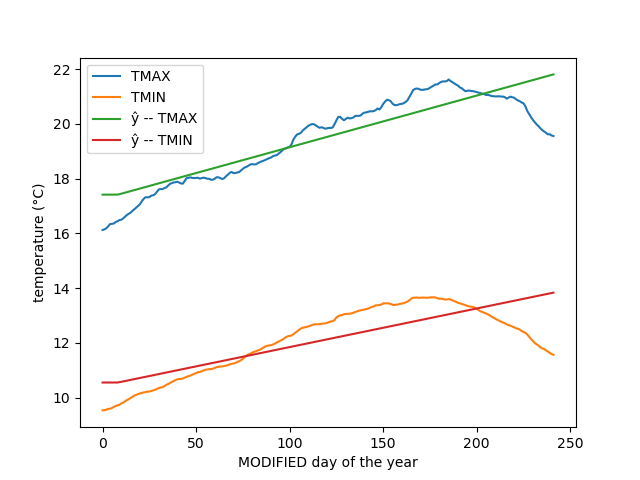 TMAX
TMIN
ŷ -- TMAX
ŷ -- TMIN
22
20
18
16
14
12
10
temperature (°C)
0 50 100 150 200 250
MODIFIED day of the year